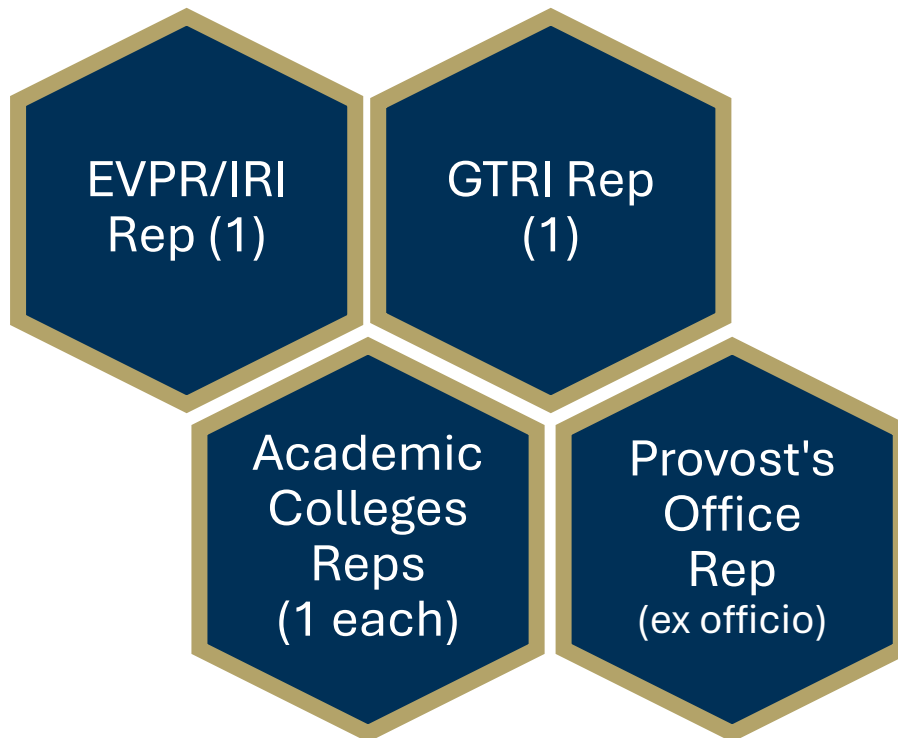 EVPR/IRI
Rep (1)
GTRI Rep
(1)
Academic
Colleges
Reps
(1 each)
Provost's
Office
Rep
(ex officio)